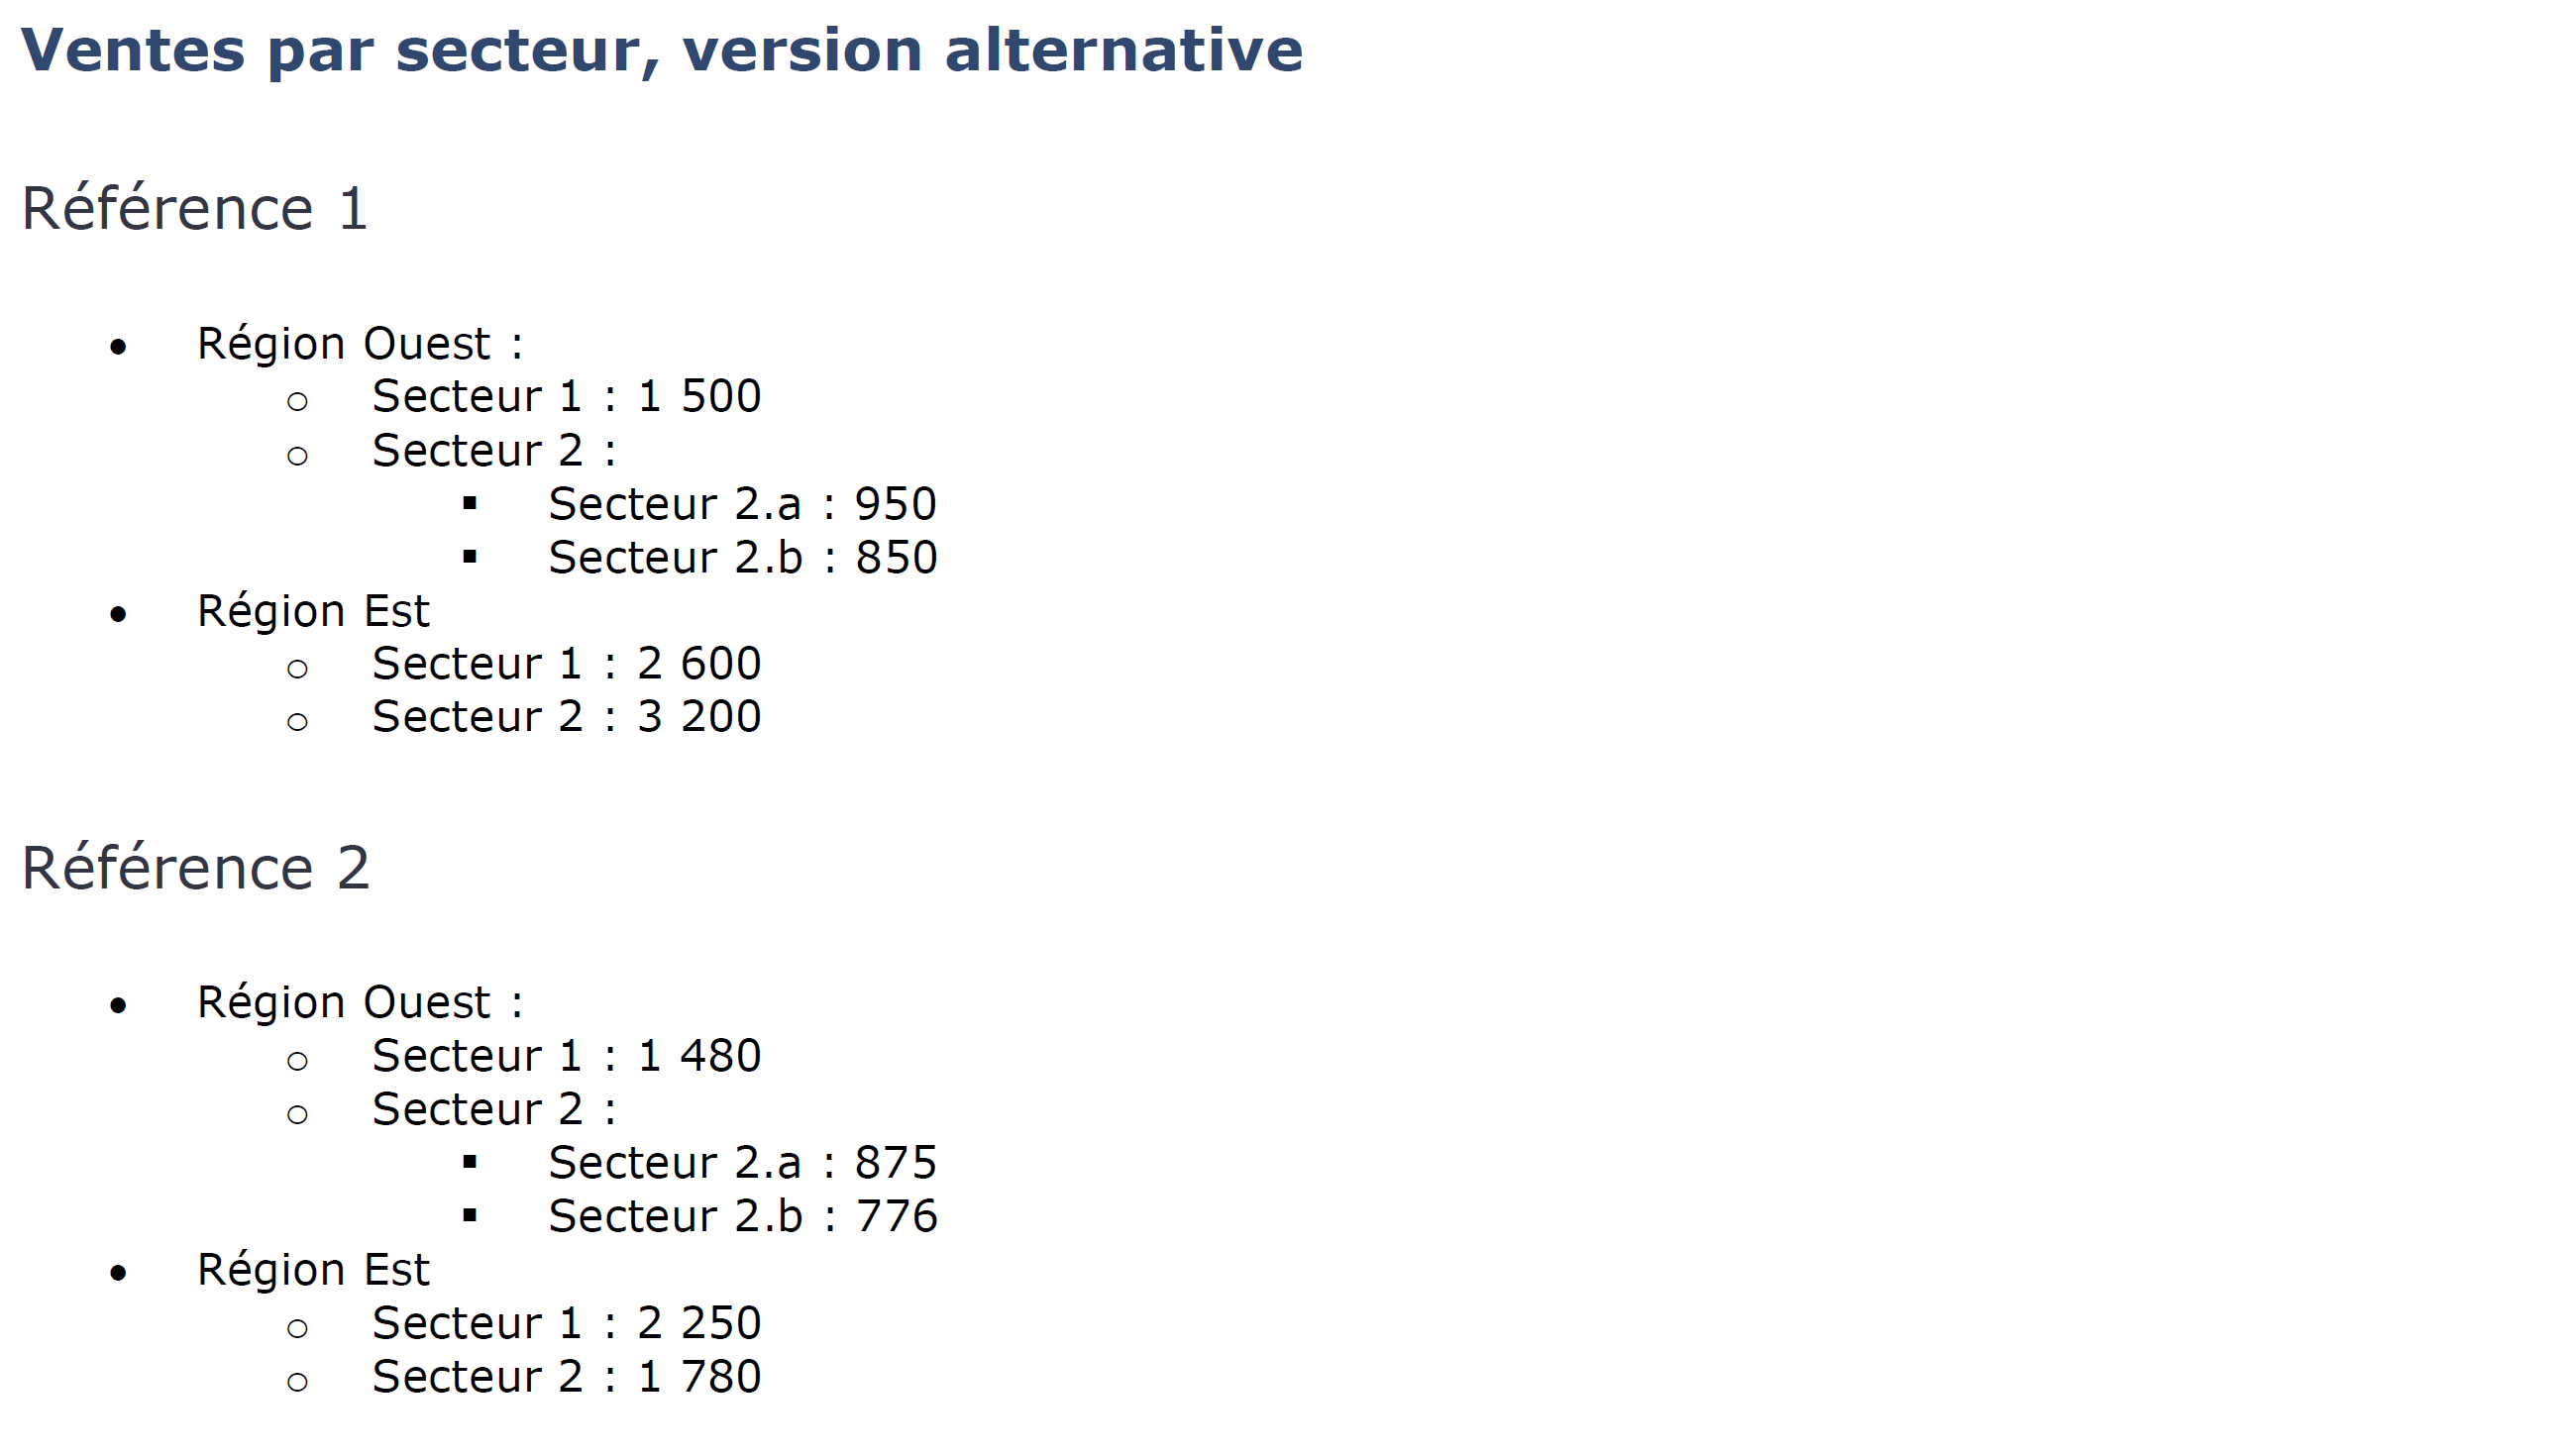 Ventes par secteur, version alternative
Référence 1
• Région Ouest :
○ Secteur 1 : 1 500
○ Secteur 2 :
▪ Secteur 2.a : 950
▪ Secteur 2.b : 850
• Région Est
○ Secteur 1 : 2 600
○ Secteur 2 : 3 200
Référence 2
• Région Ouest :
○ Secteur 1 : 1 480
○ Secteur 2 :
▪ Secteur 2.a : 875
▪ Secteur 2.b : 776
• Région Est
○ Secteur 1 : 2 250
○ Secteur 2 : 1 780